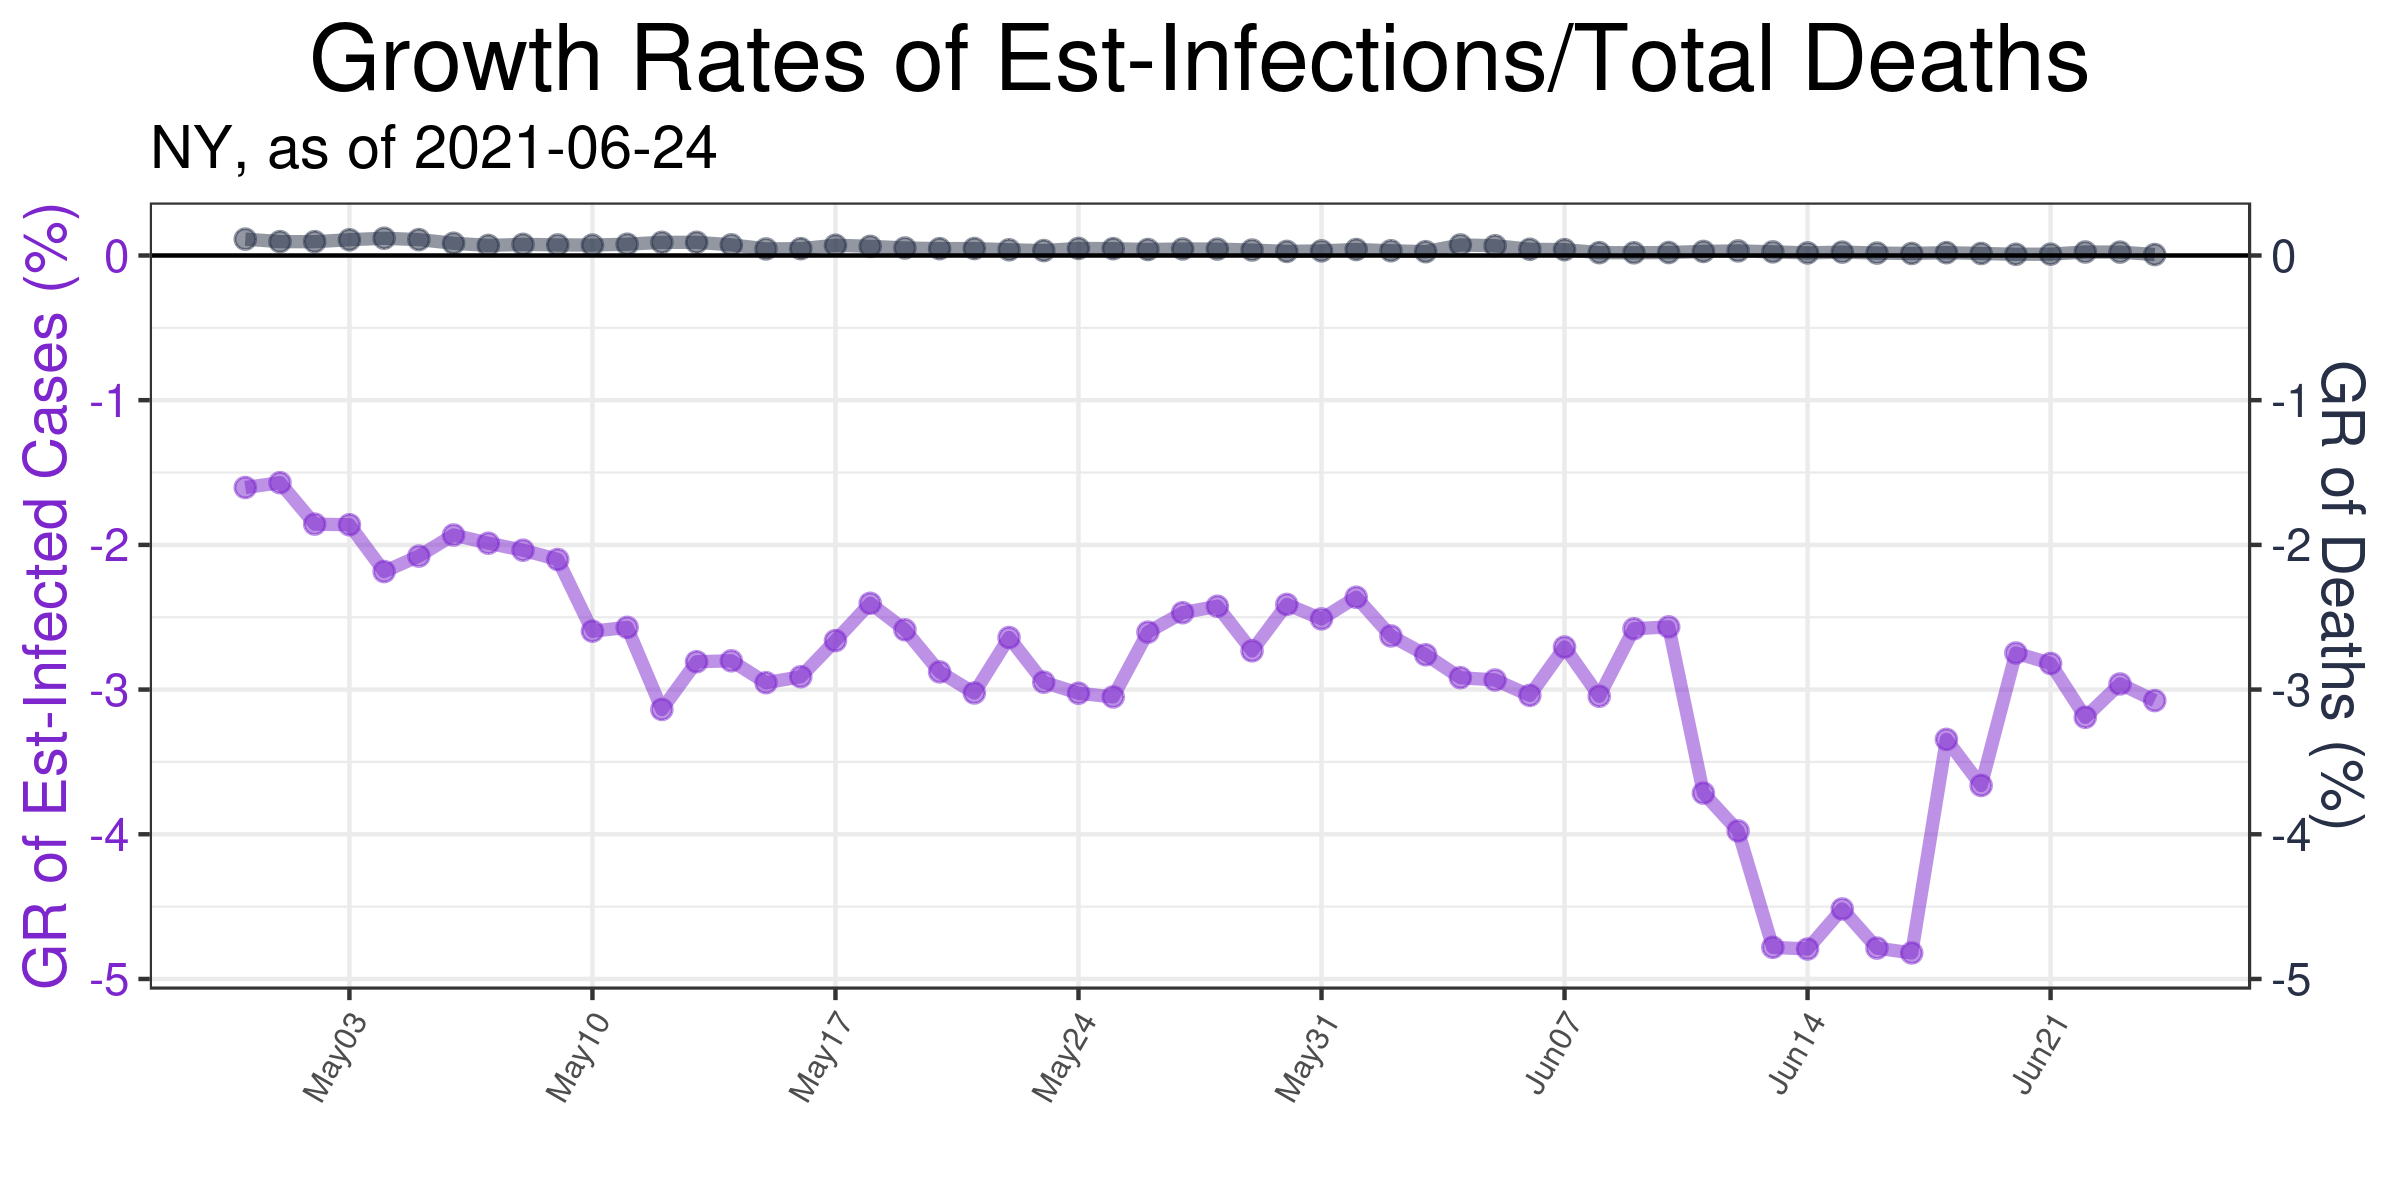 Growth Rates of Est-Infections/Total Deaths
NY, as of 2021-06-24
GR of Est-Infected Cases (%)
0
-1
-2
-3
-4
-5
0
-1
-2
-3
-4
-5
GR of Deaths (%)
May03
May10
May17
May24
May31
Jun07
Jun14
Jun21